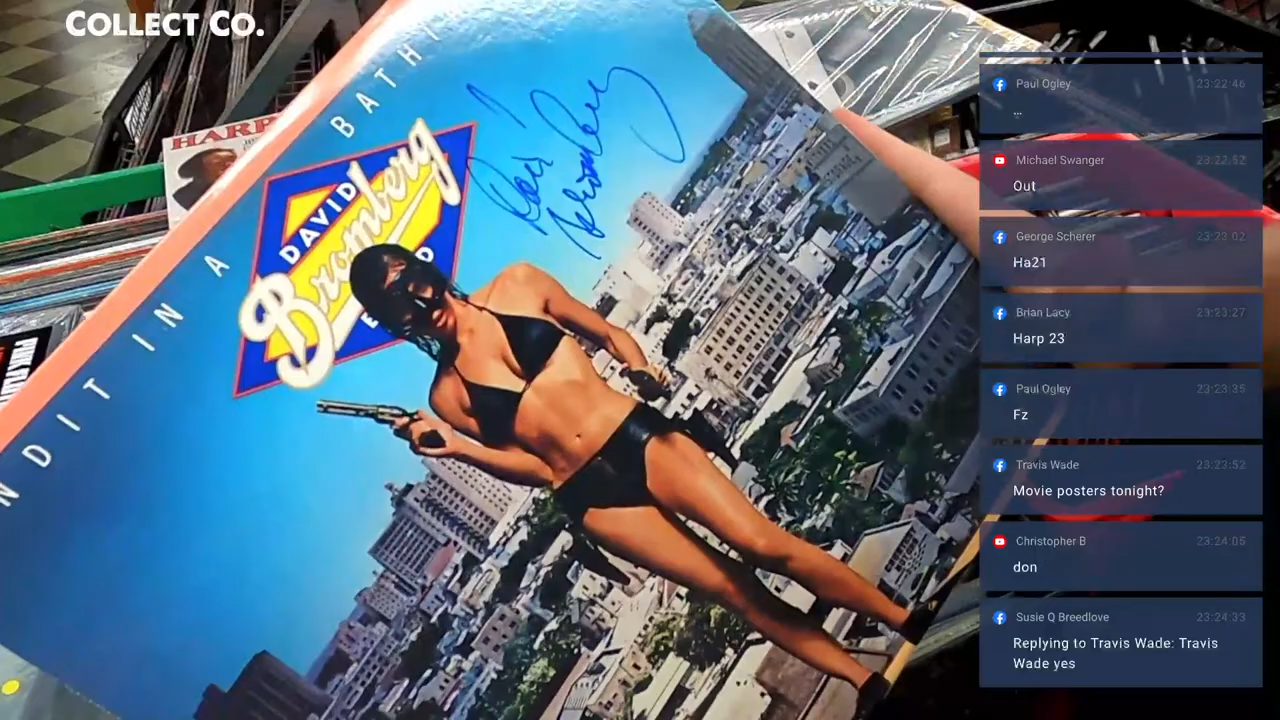 COLLECT CO.
HARP
NDIT IN A BATHI
DAVID
Bromberg
Paul Ogley 23:22:46
...
Michael Swanger 23:22:52
Out
George Scherer 23:23:02
Ha21
Brian Lacy 23:23:27
Harp 23
Paul Ogley 23:23:35
Fz
Travis Wade 23:23:52
Movie posters tonight?
Christopher B 23:24:05
don
Susie Q Breedlove 23:24:33
Replying to Travis Wade: Travis
Wade yes